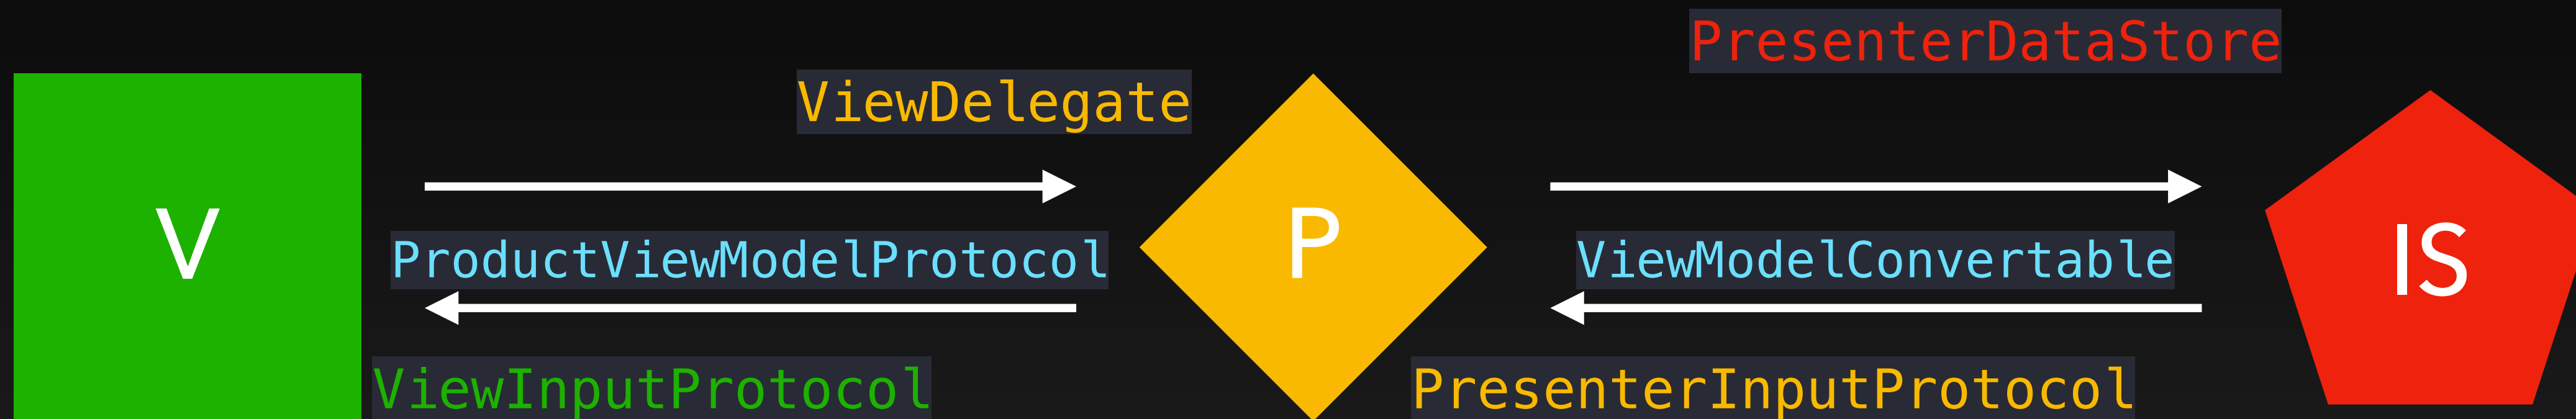 PresenterDataStore
ViewDelegate
V
P
IS
ProductViewModelProtocol
ViewModelConvertable
ViewInputProtocol
PresenterInputProtocol